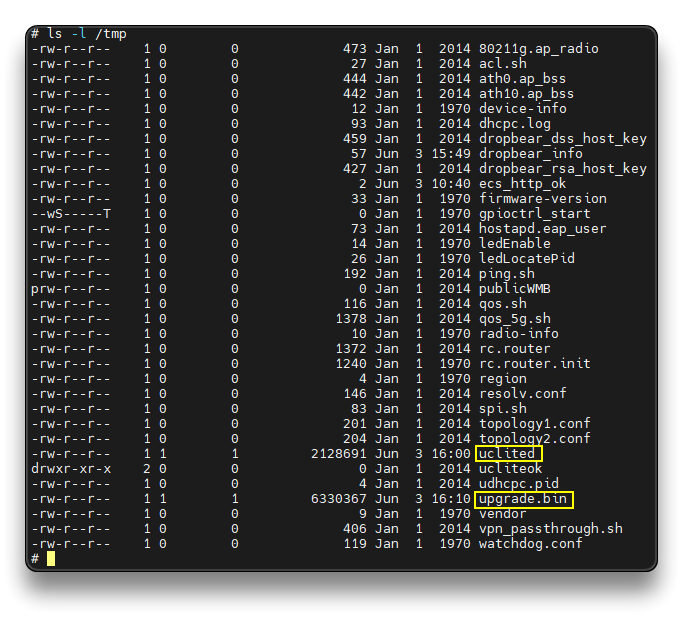 # ls -l /tmp
-rw-r--r-- 1 0 0 473 Jan 1 2014 80211g.ap_radio
-rw-r--r-- 1 0 0 27 Jan 1 2014 acl.sh
-rw-r--r-- 1 0 0 444 Jan 1 2014 ath0.ap_bss
-rw-r--r-- 1 0 0 442 Jan 1 2014 ath10.ap_bss
-rw-r--r-- 1 0 0 12 Jan 1 1970 device-info
-rw-r--r-- 1 0 0 93 Jan 1 2014 dhcpc.log
-rw-r--r-- 1 0 0 459 Jan 1 2014 dropbear_dss_host_key
-rw-r--r-- 1 0 0 57 Jun 3 15:49 dropbear_info
-rw-r--r-- 1 0 0 427 Jan 1 2014 dropbear_rsa_host_key
-rw-r--r-- 1 0 0 2 Jun 3 10:40 ecs_http_ok
-rw-r--r-- 1 0 0 33 Jan 1 1970 firmware-version
--wS-----T 1 0 0 0 Jan 1 1970 gpioctrl_start
-rw-r--r-- 1 0 0 73 Jan 1 2014 hostapd.eap_user
-rw-r--r-- 1 0 0 14 Jan 1 1970 ledEnable
-rw-r--r-- 1 0 0 26 Jan 1 2014 ledLocatePid
-rw-r--r-- 1 0 0 192 Jan 1 2014 ping.sh
prw-r--r-- 1 0 0 0 Jan 1 2014 publicWMB
-rw-r--r-- 1 0 0 116 Jan 1 2014 qos.sh
-rw-r--r-- 1 0 0 1378 Jan 1 2014 qos_5g.sh
-rw-r--r-- 1 0 0 10 Jan 1 1970 radio-info
-rw-r--r-- 1 0 0 1372 Jan 1 2014 rc.router
-rw-r--r-- 1 0 0 1240 Jan 1 1970 rc.router.init
-rw-r--r-- 1 0 0 4 Jan 1 1970 region
-rw-r--r-- 1 0 0 146 Jan 1 2014 resolv.conf
-rw-r--r-- 1 0 0 83 Jan 1 2014 spi.sh
-rw-r--r-- 1 0 0 201 Jan 1 2014 topology1.conf
-rw-r--r-- 1 0 0 204 Jan 1 2014 topology2.conf
-rw-r--r-- 1 1 1 2128691 Jun 3 16:00 uclited
drwxr-xr-x 2 0 0 0 Jan 1 2014 ucliteok
-rw-r--r-- 1 0 0 4 Jan 1 2014 udhcpc.pid
-rw-r--r-- 1 1 1 6330367 Jun 3 16:10 upgrade.bin
-rw-r--r-- 1 0 0 9 Jan 1 1970 vendor
-rw-r--r-- 1 0 0 406 Jan 1 2014 vpn_passthrough.sh
-rw-r--r-- 1 0 0 119 Jan 1 1970 watchdog.conf
#